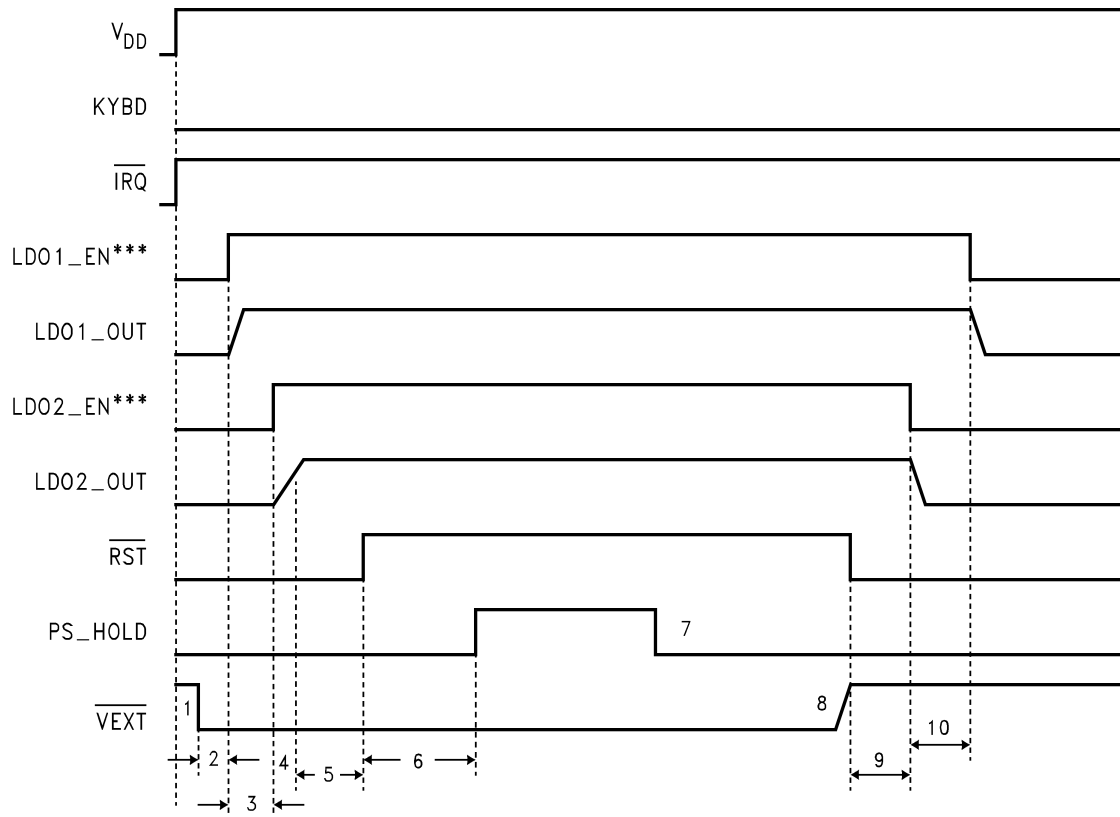 VDD
KYBD
IRQ
LDO1_EN***
LDO1_OUT
LDO2_EN***
LDO2_OUT
RST
PS_HOLD
7
VEXT
1
8
2
4
5
6
9
10
3